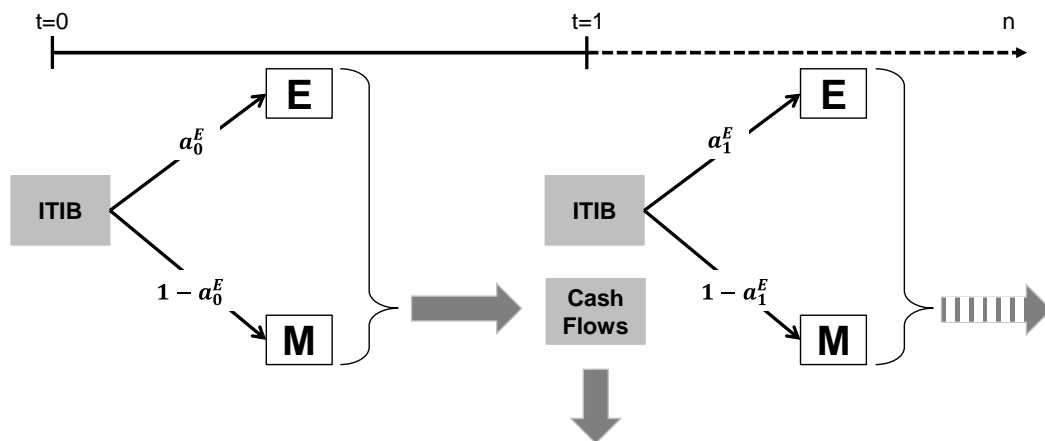 t=0
t=1
n
E
E
a_0^E
a_1^E
ITIB
ITIB
1 − a_0^E
Cash
Flows
1 − a_1^E
M
M